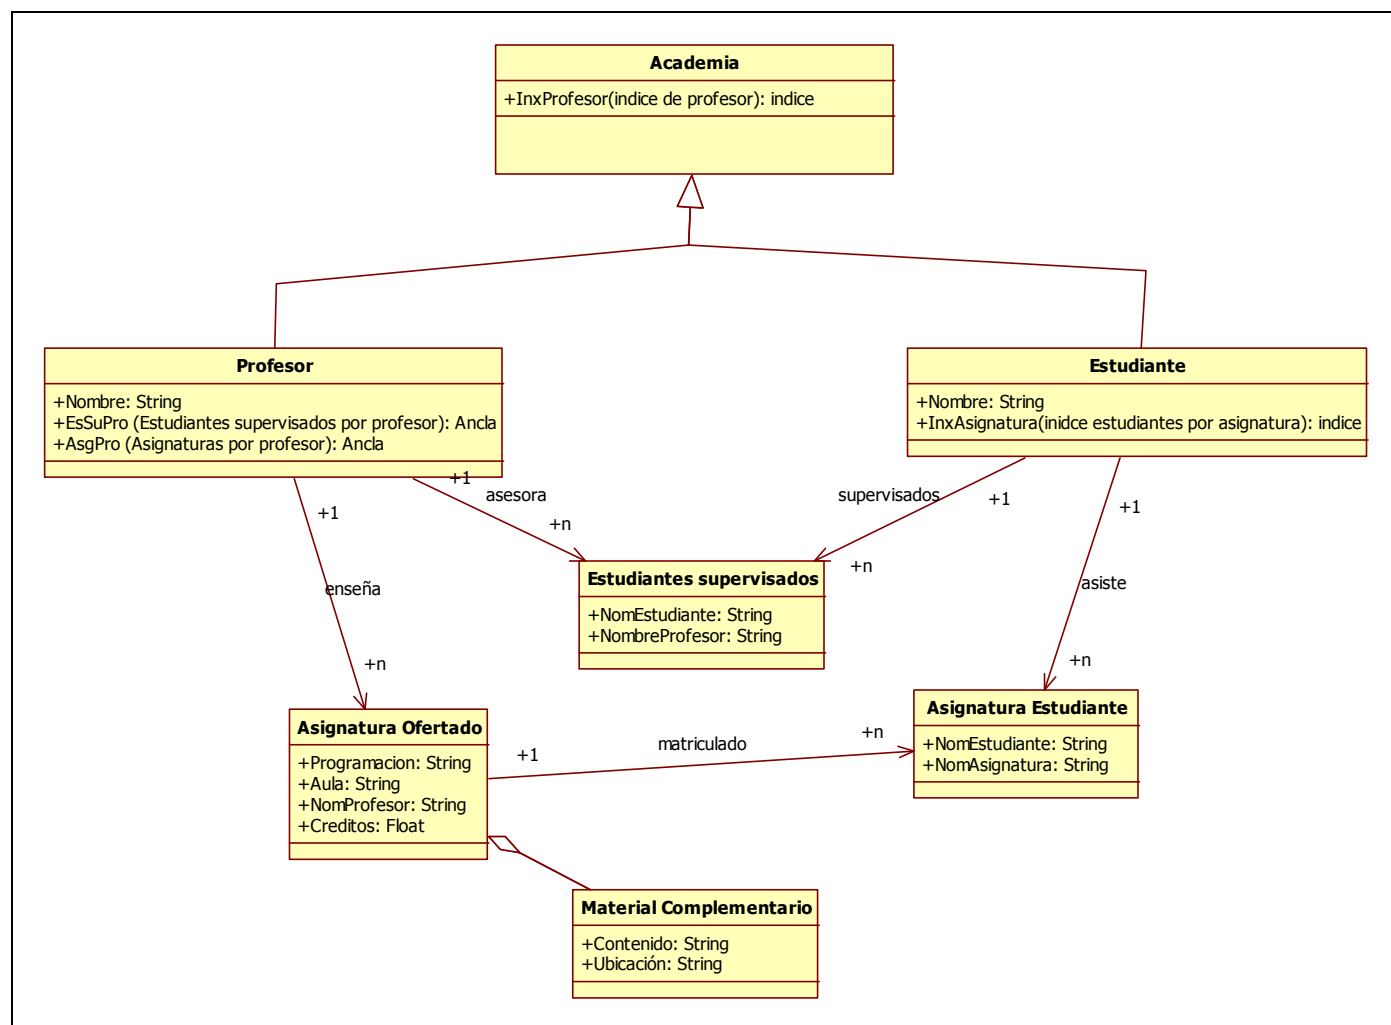 Academia
+InxProfesor(indice de profesor): indice
Profesor
+Nombre: String
+EsSuPro (Estudiantes supervisados por profesor): Ancla
+AsgPro (Asignaturas por profesor): Ancla
Estudiante
+Nombre: String
+InxAsignatura(inidce estudiantes por asignatura): indice
+1
asesora
+n
supervisados
+1
+n
+1
enseña
+n
+1
asiste
+n
Estudiantes supervisados
+NomEstudiante: String
+NombreProfesor: String
Asignatura Ofertado
+Programacion: String
+Aula: String
+NomProfesor: String
+Creditos: Float
+1
matriculado
+n
Asignatura Estudiante
+NomEstudiante: String
+NomAsignatura: String
Material Complementario
+Contenido: String
+Ubicación: String